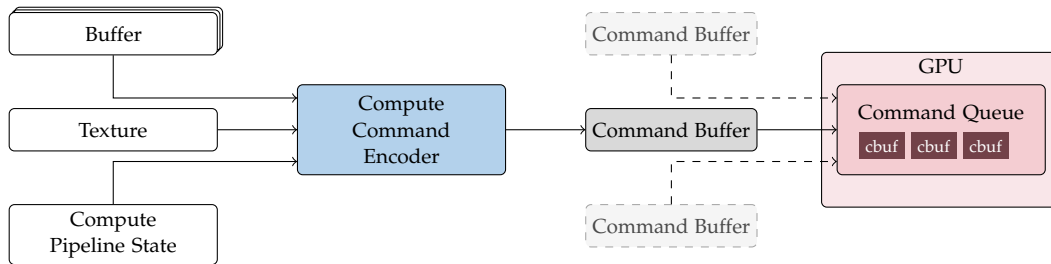 Buffer
Texture
Compute
Pipeline State
Compute
Command
Encoder
Command Buffer
Command Buffer
Command Buffer
GPU
Command Queue
cbuf cbuf cbuf